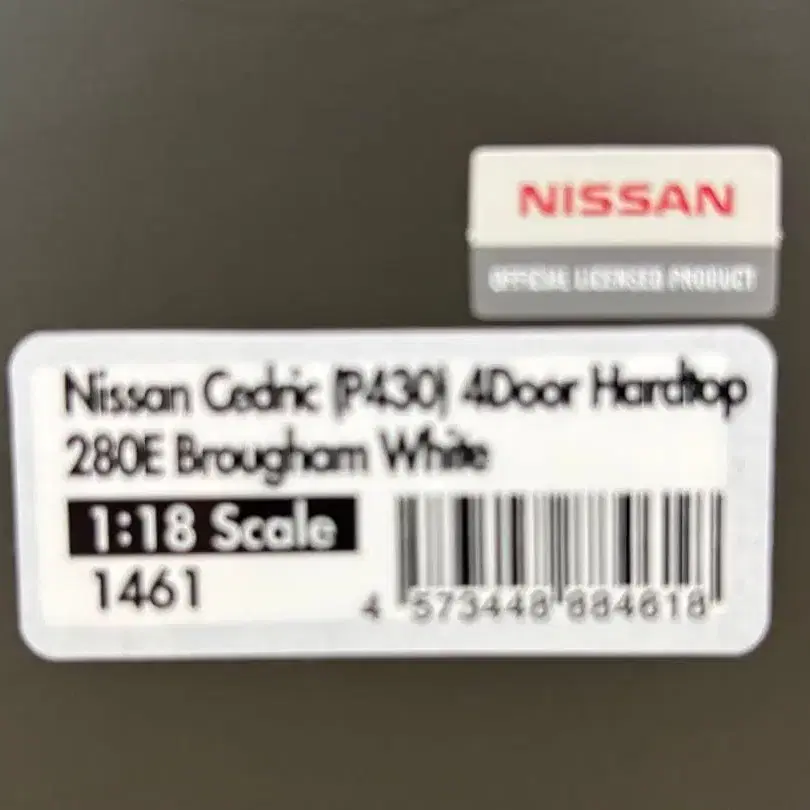 NISSAN
OFFICIAL LICENSED PRODUCT
Nissan Cedric (P430) 4Door Hardtop
280E Brougham White
1:18 Scale
1461
4 573448 884618